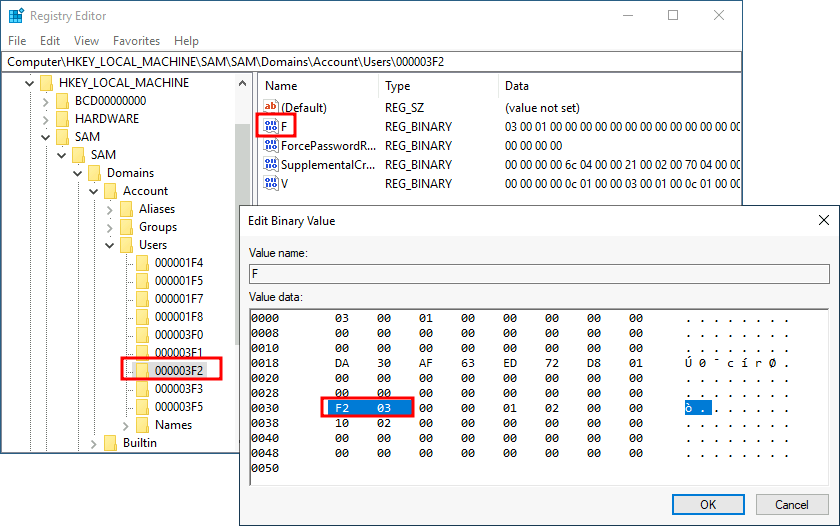 Registry Editor
File Edit View Favorites Help
Computer\HKEY_LOCAL_MACHINE\SAM\SAM\Domains\Account\Users\000003F2
HKEY_LOCAL_MACHINE
BCD00000000
HARDWARE
SAM
SAM
Domains
Account
Aliases
Groups
Users
000001F4
000001F5
000001F7
000001F8
000003F0
000003F1
000003F2
000003F3
000003F5
Names
Builtin
Name Type Data
(Default) REG_SZ (value not set)
F REG_BINARY 03 00 01 00 00 00 00 00 00 00 00 00 00 00 00 00
ForcePasswordR... REG_BINARY 00 00 00 00
SupplementalCr... REG_BINARY 00 00 00 00 6c 04 00 00 21 00 02 00 70 04 00 00
V REG_BINARY 00 00 00 00 0c 01 00 00 03 00 01 00 0c 01 00 00
Edit Binary Value
Value name:
F
Value data:
0000 03 00 01 00 00 00 00 00 . . . . . . . .
0008 00 00 00 00 00 00 00 00 . . . . . . . .
0010 00 00 00 00 00 00 00 00 . . . . . . . .
0018 DA 30 AF 63 ED 72 D8 01 Ú 0 ¯ c í r Ø .
0020 00 00 00 00 00 00 00 00 . . . . . . . .
0028 00 00 00 00 00 00 00 00 . . . . . . . .
0030 F2 03 00 00 01 02 00 00 ò . . . . . . .
0038 10 02 00 00 00 00 00 00 . . . . . . . .
0040 00 00 00 00 00 00 00 00 . . . . . . . .
0048 00 00 00 00 00 00 00 00 . . . . . . . .
0050
OK Cancel